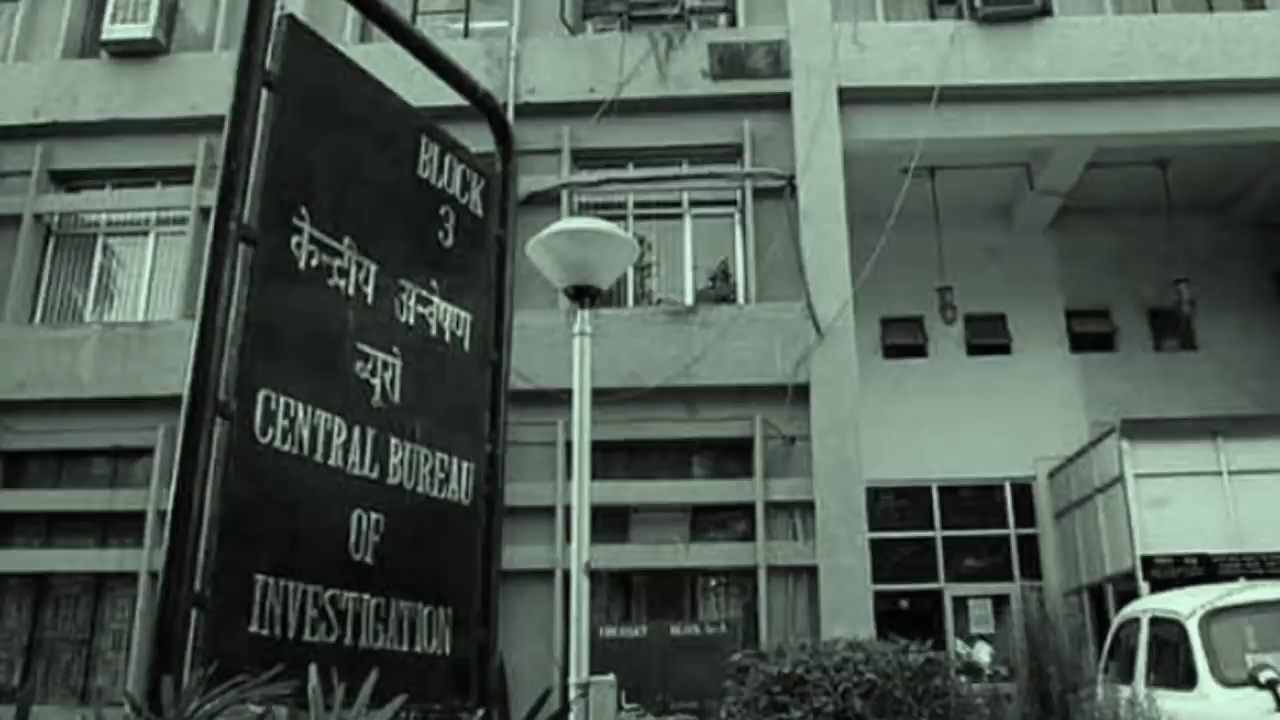 BLOCK
3
केन्द्रीय अन्वेषण
ब्यूरो
CENTRAL BUREAU
OF
INVESTIGATION